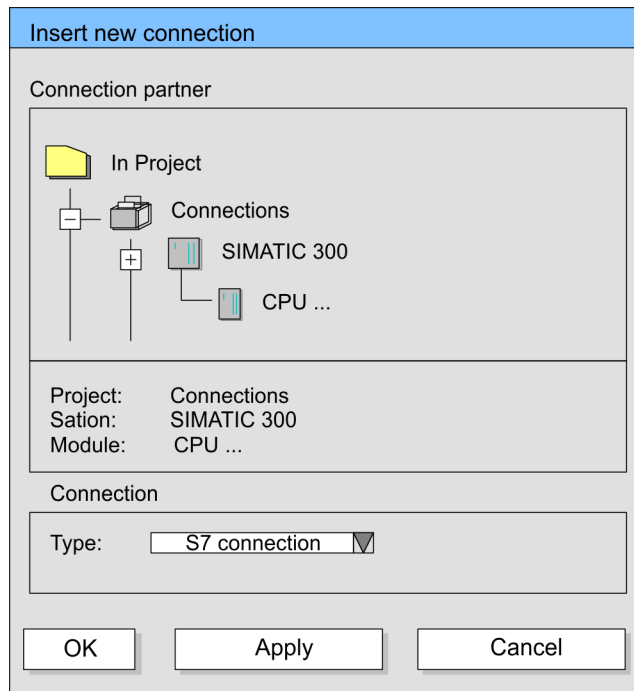 Insert new connection
Connection partner
In Project
Connections
SIMATIC 300
CPU ...
Project: Connections
Sation: SIMATIC 300
Module: CPU ...
Connection
Type: S7 connection
OK Apply Cancel